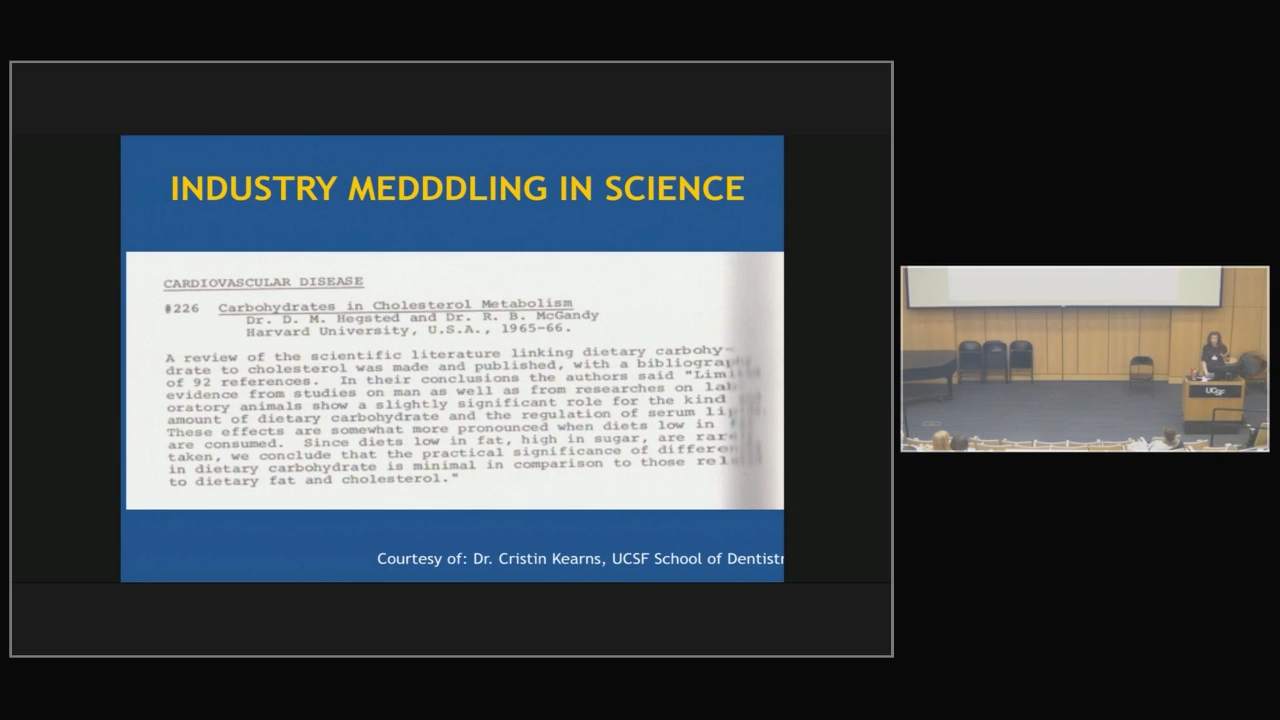 INDUSTRY MEDDDLING IN SCIENCE
CARDIOVASCULAR DISEASE
#226 Carbohydrates in Cholesterol Metabolism
Dr. D. M. Hegsted and Dr. R. B. McGandy
Harvard University, U.S.A., 1965-66.
A review of the scientific literature linking dietary carbohy-
drate to cholesterol was made and published, with a bibliograp
of 92 references. In their conclusions the authors said "Lim
evidence from studies on man as well as from researches on lab
oratory animals show a slightly significant role for the kind
amount of dietary carbohydrate and the regulation of serum li
These effects are somewhat more pronounced when diets low in
are consumed. Since diets low in fat, high in sugar, are rare
taken, we conclude that the practical significance of differe
in dietary carbohydrate is minimal in comparison to those rel
to dietary fat and cholesterol."
Courtesy of: Dr. Cristin Kearns, UCSF School of Dentistr
UCSF